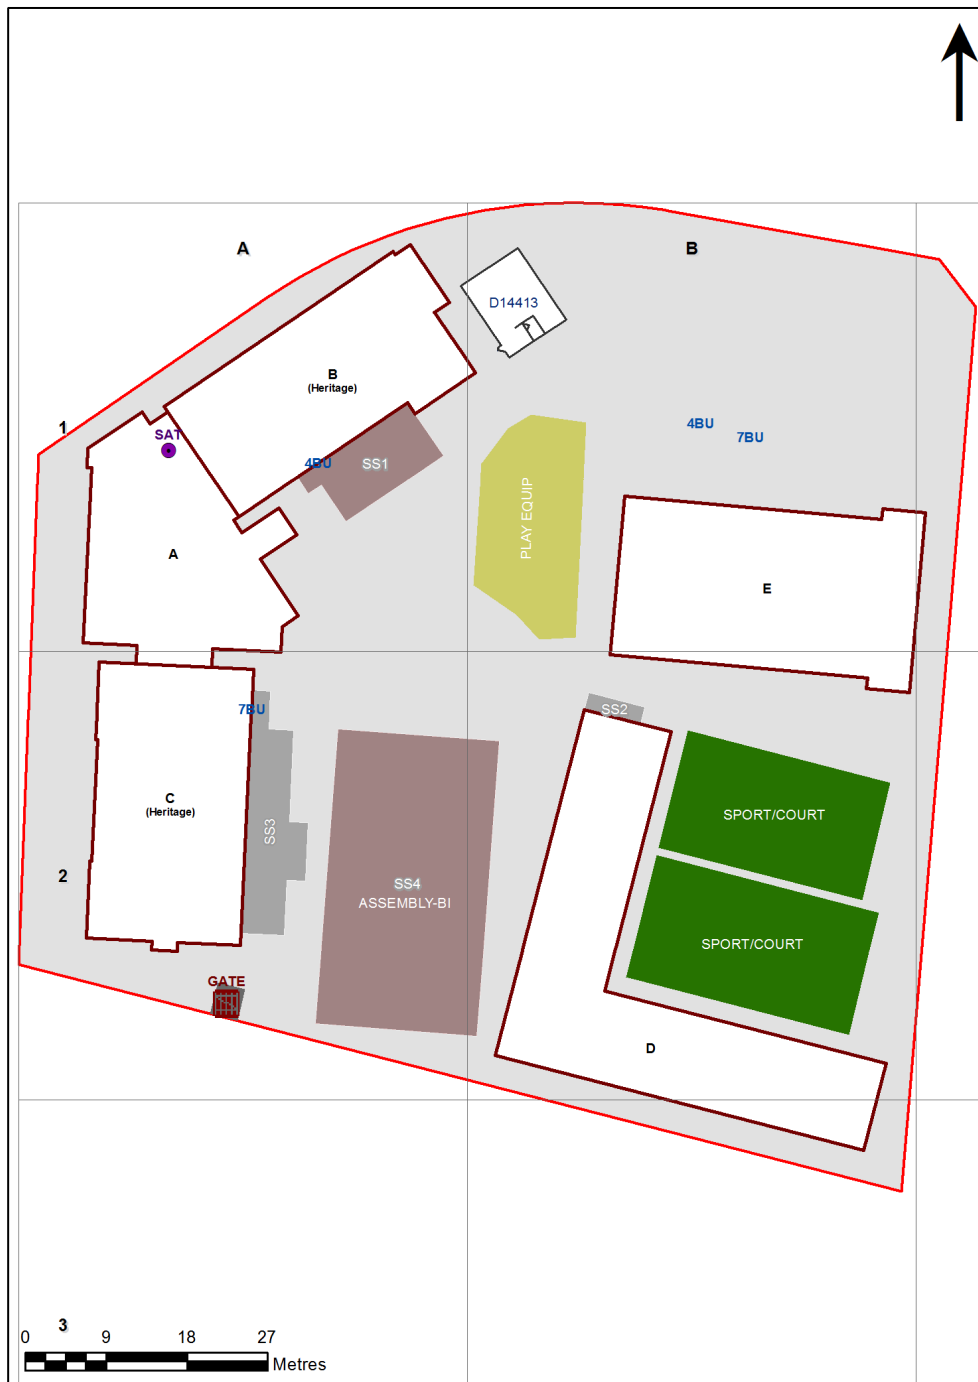 A
B
D14413
B
(Heritage)
1
SAT
4BU
7BU
4BU
SS1
PLAY EQUIP
A
E
7BU
SS2
C
(Heritage)
SPORT/COURT
SS3
2
SS4
ASSEMBLY-BI
SPORT/COURT
GATE
D
3
0 9 18 27
Metres